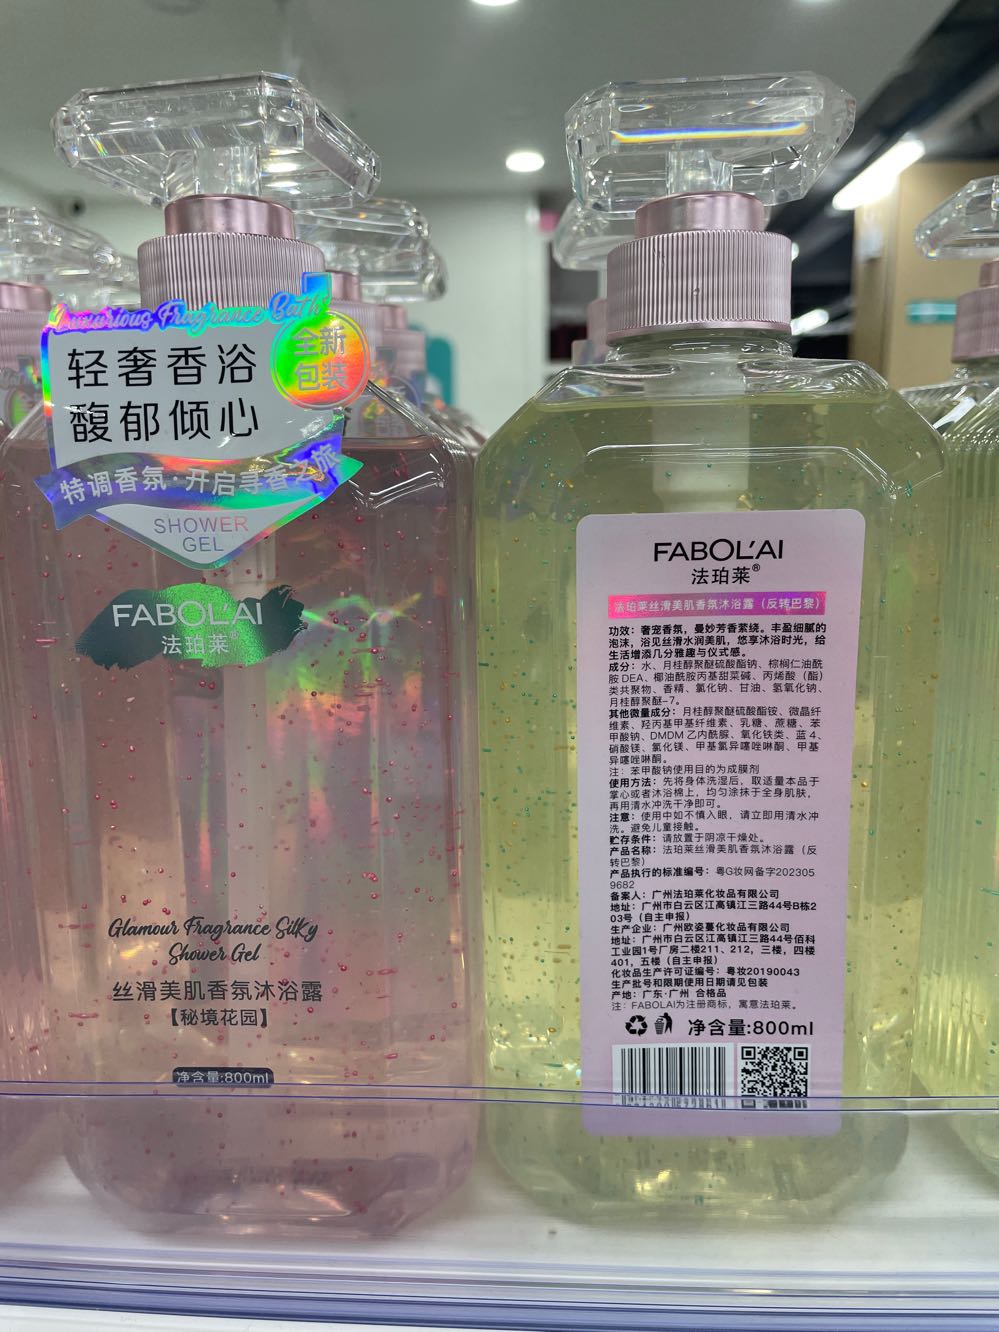 Luxurious Fragrance Bath
轻奢香浴
馥郁倾心
全新
包装
特调香氛·开启寻香之旅
SHOWER
GEL
FABOL'AI
法珀莱®
Glamour Fragrance Silky
Shower Gel
丝滑美肌香氛沐浴露
【秘境花园】
净含量:800ml
FABOL'AI
法珀莱®
法珀莱丝滑美肌香氛沐浴露（反转巴黎）
功效：奢宠香氛，曼妙芳香萦绕。丰盈细腻的
泡沫，浴见丝滑水润美肌，悠享沐浴时光，给
生活增添几分雅趣与仪式感。
成分：水、月桂醇聚醚硫酸酯钠、棕榈仁油酰
胺DEA、椰油酰胺丙基甜菜碱、丙烯酸（酯）
类共聚物、香精、氯化钠、甘油、氢氧化钠、
月桂醇聚醚-7。
其他微量成分：月桂醇聚醚硫酸酯铵、微晶纤
维素、羟丙基甲基纤维素、乳糖、蔗糖、苯
甲酸钠、DMDM乙内酰脲、氧化铁类、蓝4、
硝酸镁、氯化镁、甲基氯异噻唑啉酮、甲基
异噻唑啉酮。
注：苯甲酸钠使用目的为成膜剂
使用方法：先将身体洗湿后，取适量本品于
掌心或者沐浴棉上，均匀涂抹于全身肌肤，
再用清水冲洗干净即可。
注意：使用中如不慎入眼，请立即用清水冲
洗。避免儿童接触。
贮存条件：请放置于阴凉干燥处。
产品名称：法珀莱丝滑美肌香氛沐浴露（反
转巴黎）
产品执行的标准编号：粤G妆网备字202305
9682
备案人：广州法珀莱化妆品有限公司
地址：广州市白云区江高镇江三路44号B栋2
03号（自主申报）
生产企业：广州欧姿蔓化妆品有限公司
地址：广州市白云区江高镇江三路44号佰科
工业园1号厂房二楼211、212，三楼，四楼
401，五楼（自主申报）
化妆品生产许可证编号：粤妆20190043
生产批号和限期使用日期请见包装
产地：广东·广州 合格品
注：FABOLAI为注册商标，寓意法珀莱。
净含量:800ml